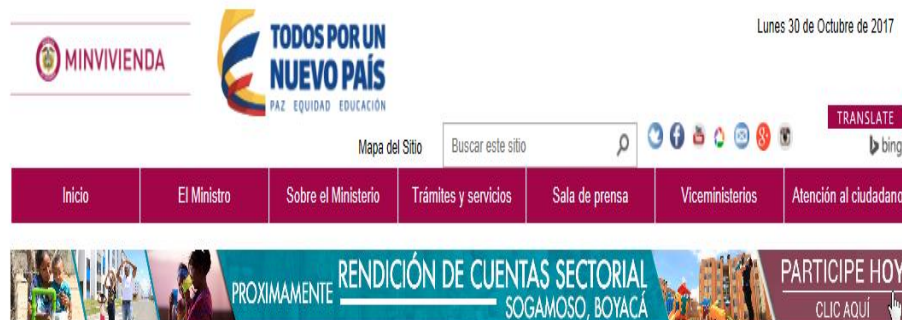 Lunes 30 de Octubre de 2017
MINVIVIENDA
TODOS POR UN
NUEVO PAÍS
PAZ EQUIDAD EDUCACIÓN
TRANSLATE
Mapa del Sitio
Buscar este sitio
You Tube
bing
Inicio
El Ministro
Sobre el Ministerio
Trámites y servicios
Sala de prensa
Viceministerios
Atención al ciudadano
PROXIMAMENTE RENDICIÓN DE CUENTAS SECTORIAL
SOGAMOSO, BOYACÁ
PARTICIPE HOY
CLIC AQUÍ